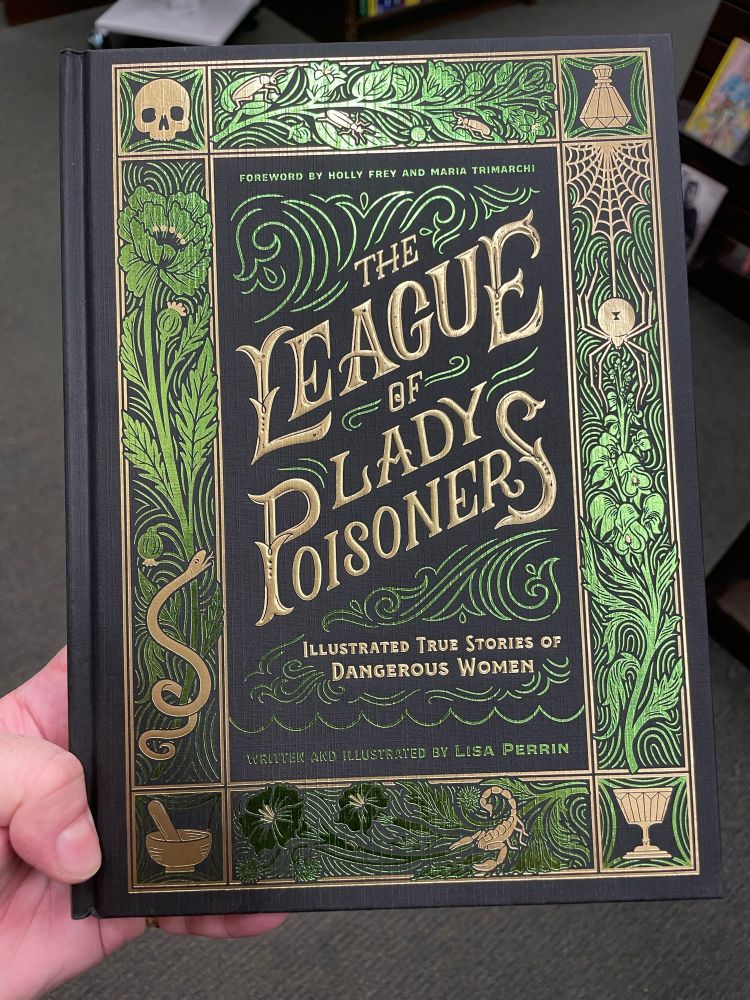 FOREWORD BY HOLLY FREY AND MARIA TRIMARCHI
THE
LEAGUE
OF
LADY
POISONERS
ILLUSTRATED TRUE STORIES OF
DANGEROUS WOMEN
WRITTEN AND ILLUSTRATED BY LISA PERRIN